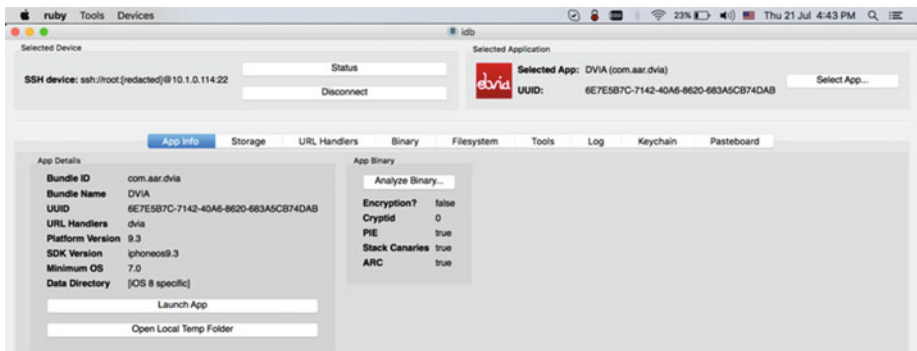 ruby Tools Devices 23% Thu 21 Jul 4:43 PM
idb
Selected Device
SSH device: ssh://root:[redacted]@10.1.0.114:22
Status
Disconnect
Selected Application
dvia
Selected App: DVIA (com.aar.dvia)
UUID: 6E7E5B7C-7142-40A6-8620-683A5CB74DAB
Select App...
App Info Storage URL Handlers Binary Filesystem Tools Log Keychain Pasteboard
App Details
Bundle ID com.aar.dvia
Bundle Name DVIA
UUID 6E7E5B7C-7142-40A6-8620-683A5CB74DAB
URL Handlers dvia
Platform Version 9.3
SDK Version iphoneos9.3
Minimum OS 7.0
Data Directory [iOS 8 specific]
Launch App
Open Local Temp Folder
App Binary
Analyze Binary...
Encryption? false
Cryptid 0
PIE true
Stack Canaries true
ARC true